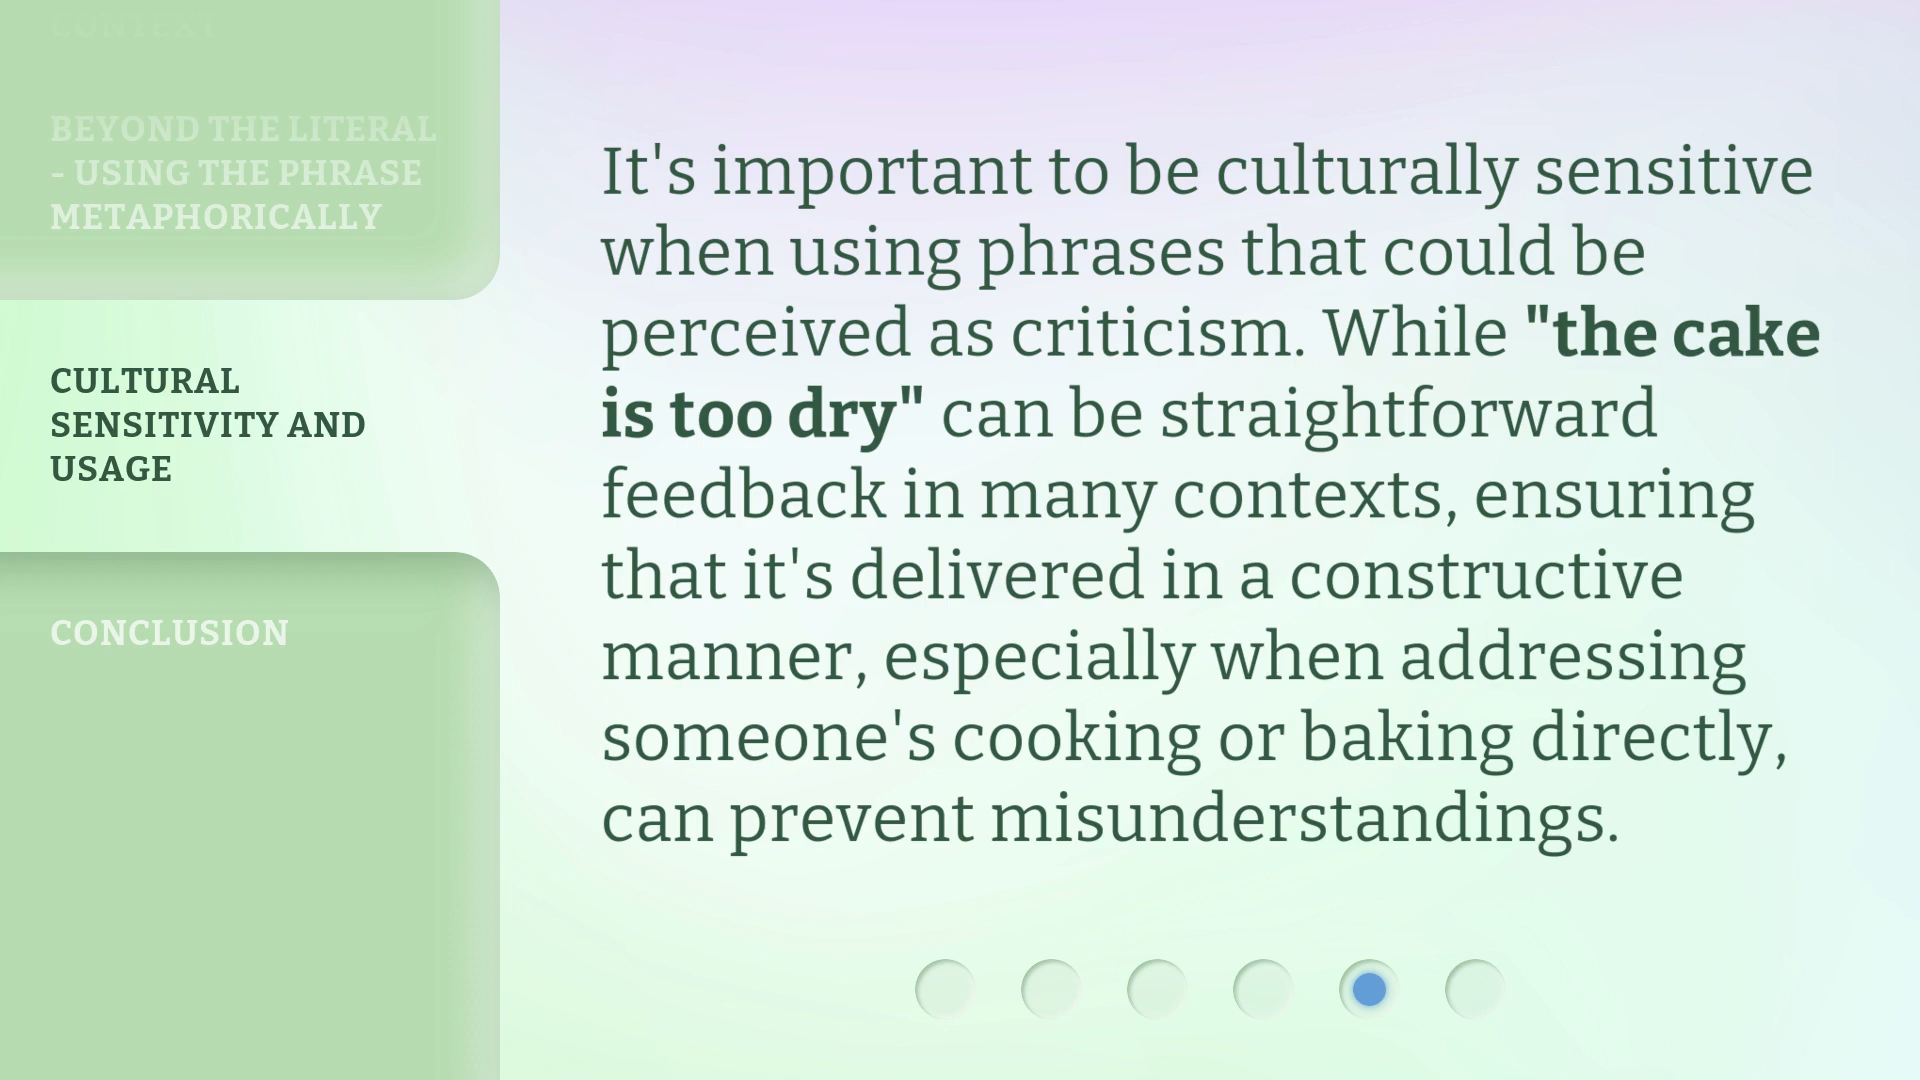 CONTEXT
BEYOND THE LITERAL
- USING THE PHRASE
METAPHORICALLY
CULTURAL
SENSITIVITY AND
USAGE
CONCLUSION
It's important to be culturally sensitive
when using phrases that could be
perceived as criticism. While "the cake
is too dry" can be straightforward
feedback in many contexts, ensuring
that it's delivered in a constructive
manner, especially when addressing
someone's cooking or baking directly,
can prevent misunderstandings.